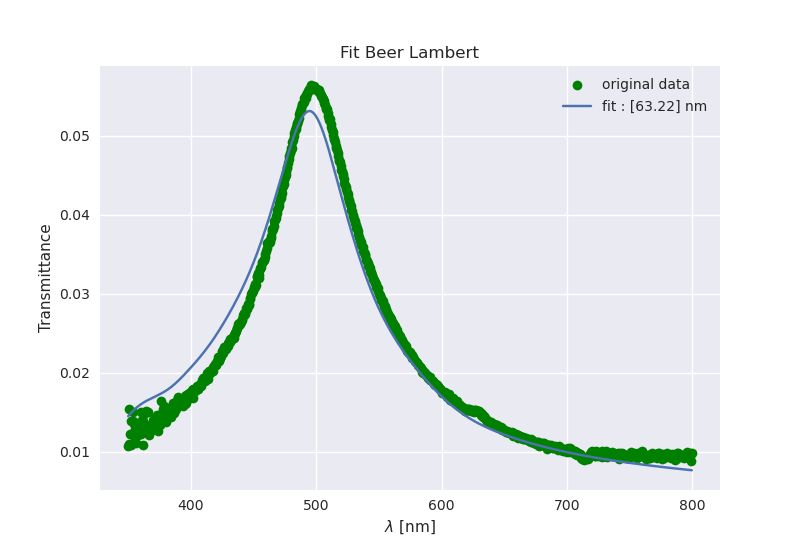 Fit Beer Lambert
original data
fit : [63.22] nm
Transmittance
0.05
0.04
0.03
0.02
0.01
400 500 600 700 800
λ [nm]